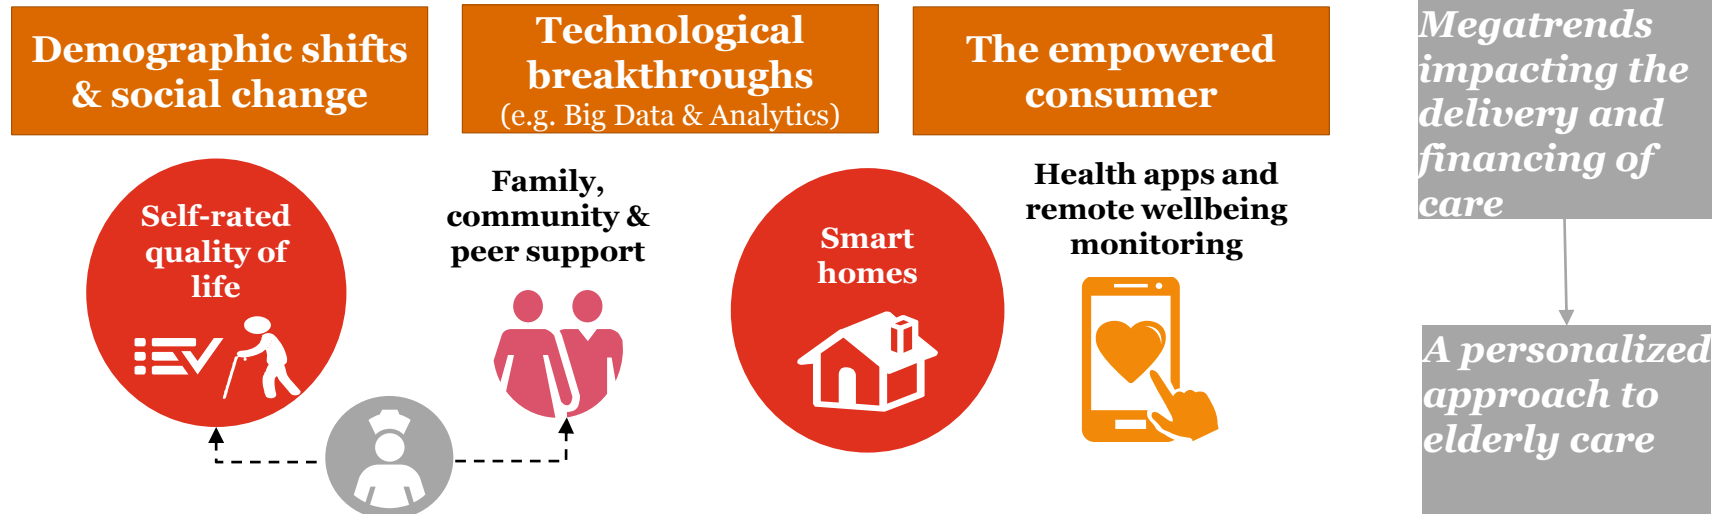 Demographic shifts
& social change
Technological
breakthroughs
(e.g. Big Data & Analytics)
The empowered
consumer
Megatrends
impacting the
delivery and
financing of
care
Self-rated
quality of
life
Family,
community &
peer support
Smart
homes
Health apps and
remote wellbeing
monitoring
A personalized
approach to
elderly care